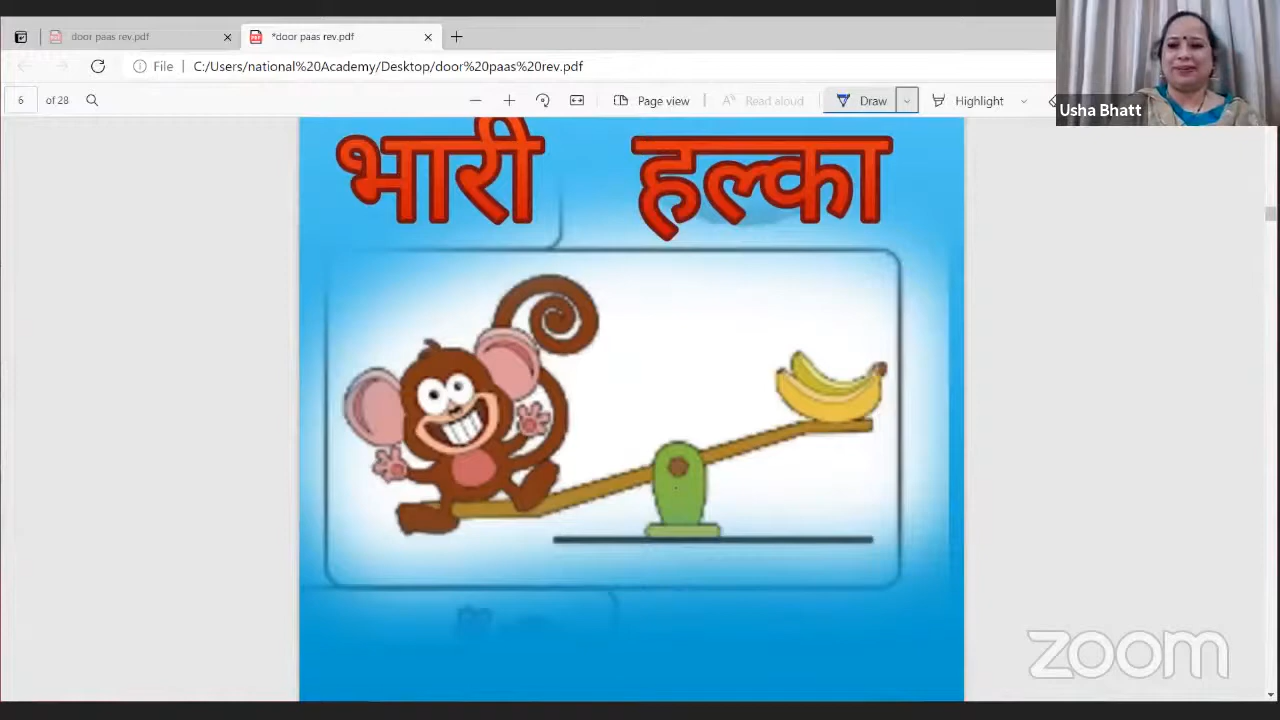 door paas rev.pdf
*door paas rev.pdf
File
C:/Users/national%20Academy/Desktop/door%20paas%20rev.pdf
6 of 28
Page view
Read aloud
Draw
Highlight
Usha Bhatt
भारी हल्का
zoom